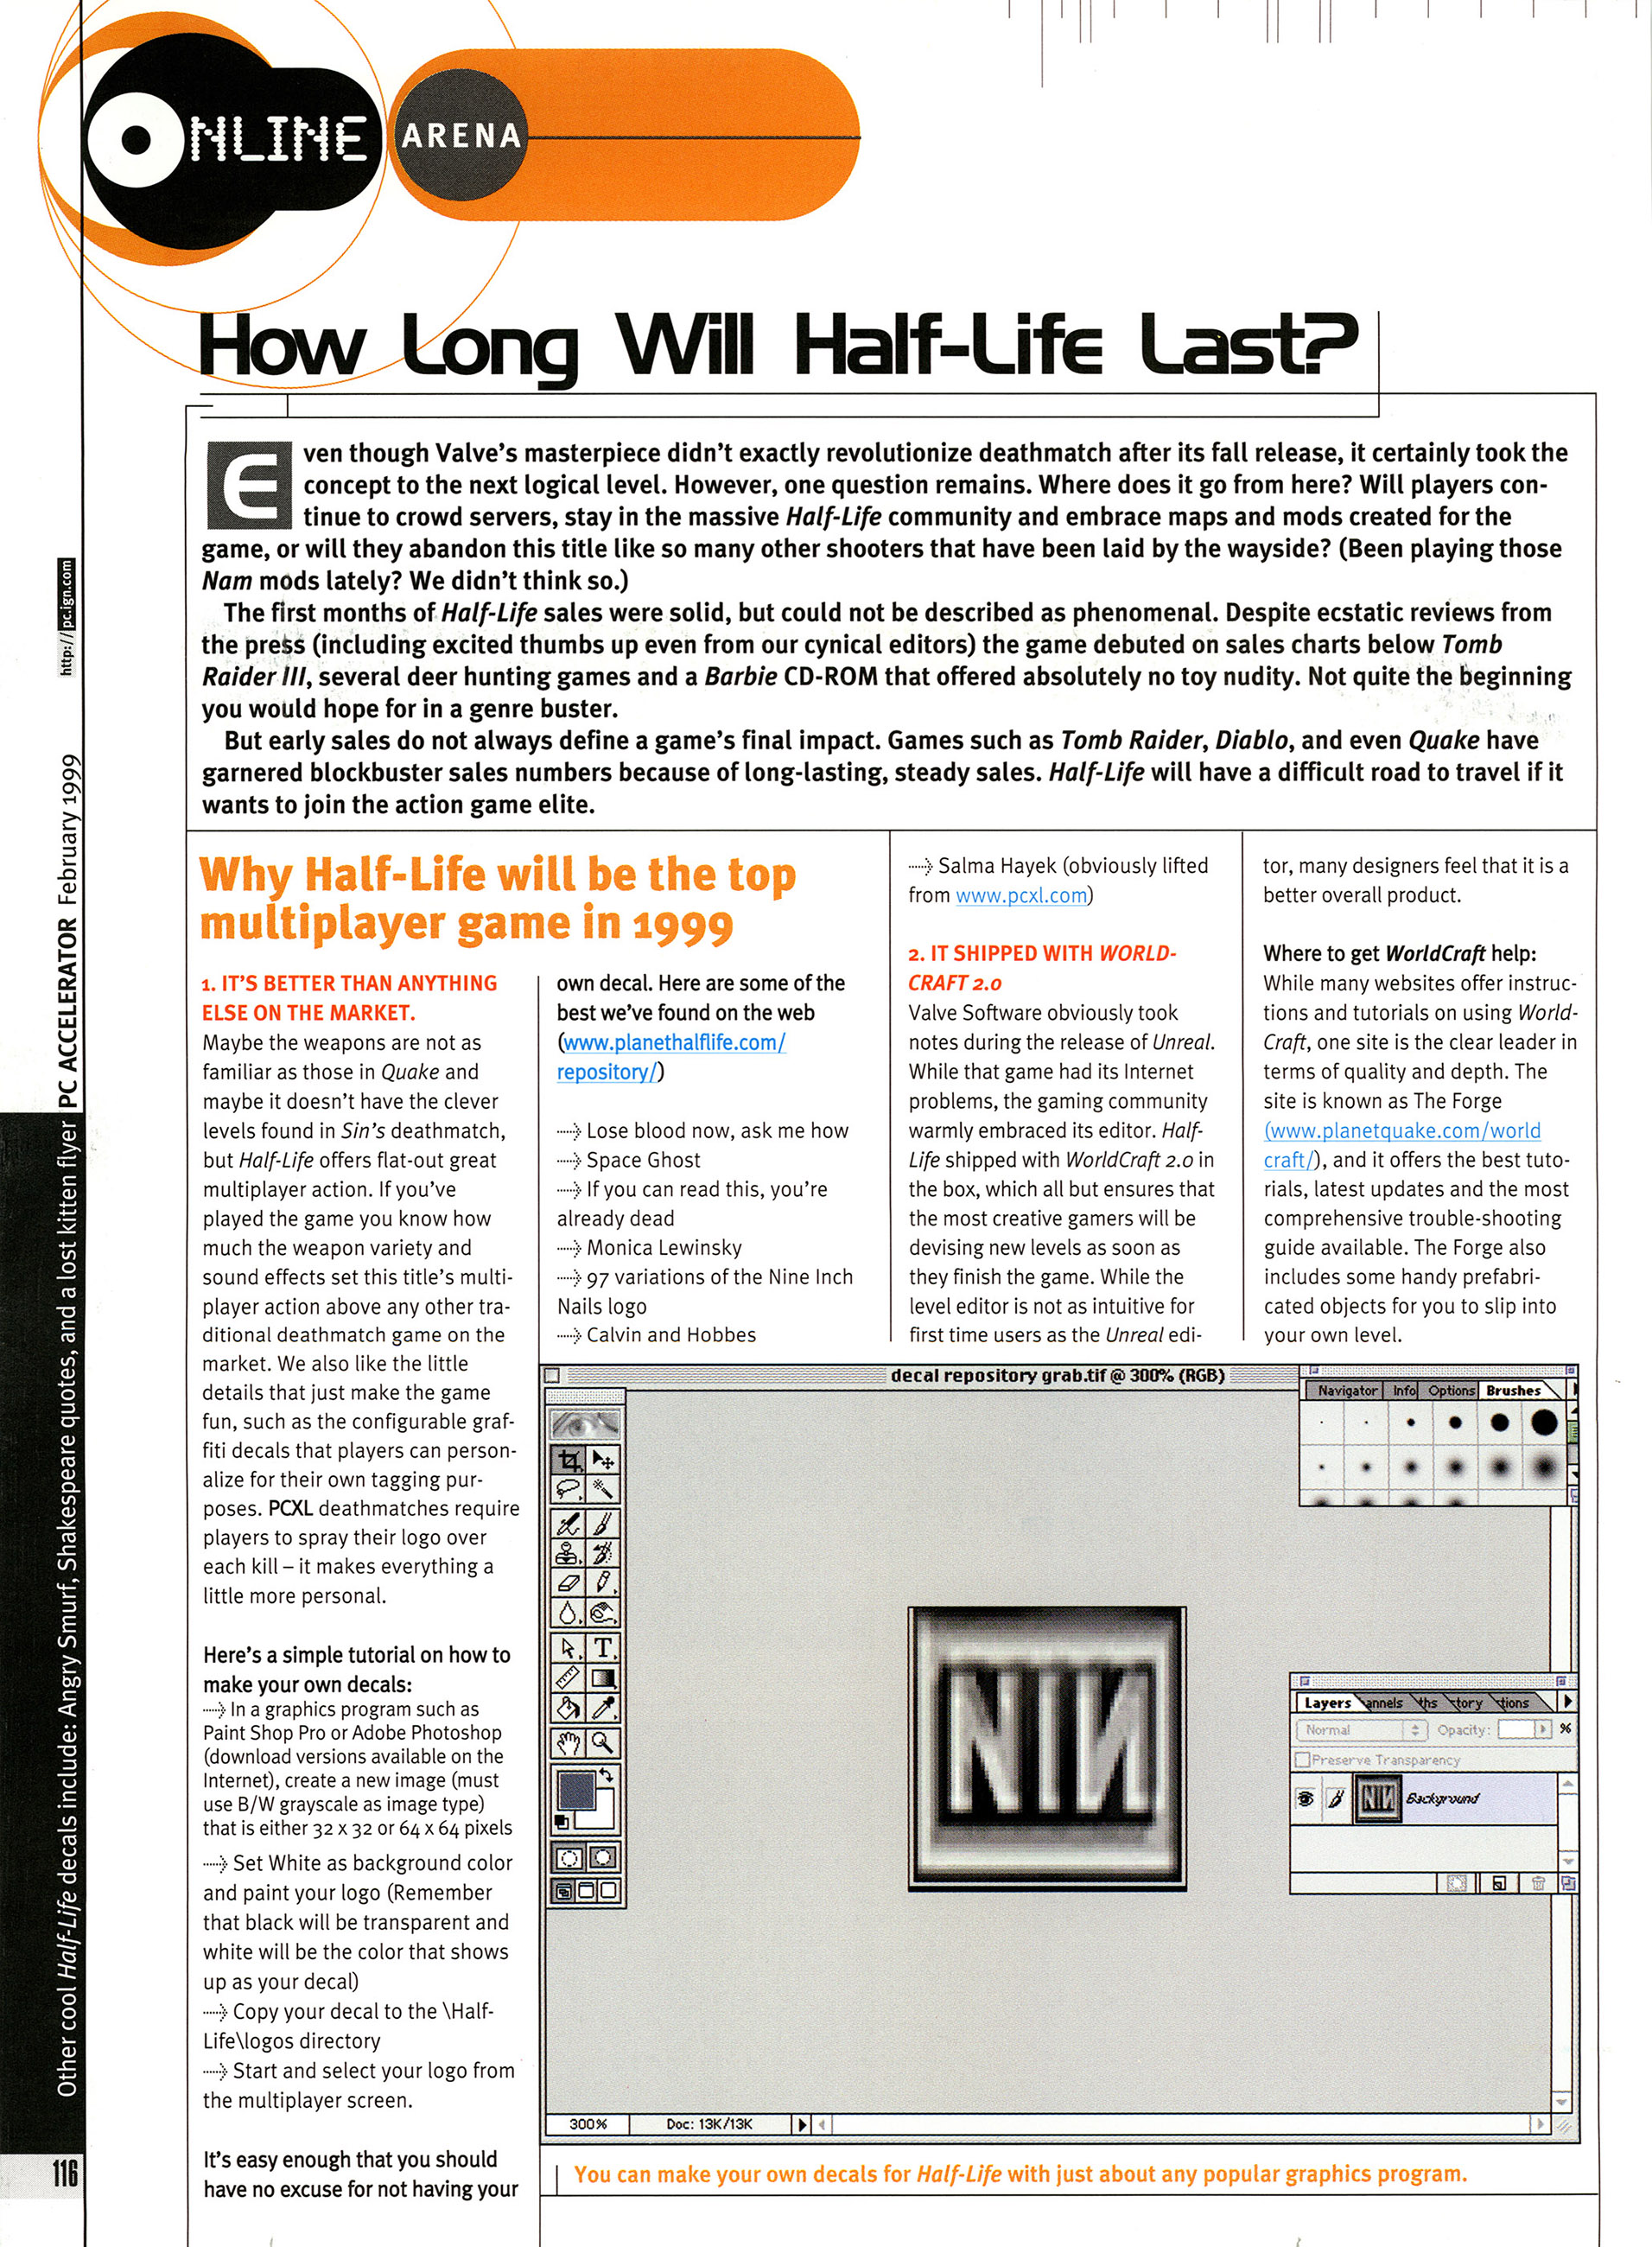 ONLINE
ARENA
How Long Will Half-Life Last?
Even though Valve's masterpiece didn't exactly revolutionize deathmatch after its fall release, it certainly took the
concept to the next logical level. However, one question remains. Where does it go from here? Will players con-
tinue to crowd servers, stay in the massive Half-Life community and embrace maps and mods created for the
game, or will they abandon this title like so many other shooters that have been laid by the wayside? (Been playing those
Nam mods lately? We didn't think so.)
The first months of Half-Life sales were solid, but could not be described as phenomenal. Despite ecstatic reviews from
the press (including excited thumbs up even from our cynical editors) the game debuted on sales charts below Tomb
Raider III, several deer hunting games and a Barbie CD-ROM that offered absolutely no toy nudity. Not quite the beginning
you would hope for in a genre buster.
But early sales do not always define a game's final impact. Games such as Tomb Raider, Diablo, and even Quake have
garnered blockbuster sales numbers because of long-lasting, steady sales. Half-Life will have a difficult road to travel if it
wants to join the action game elite.
Why Half-Life will be the top
multiplayer game in 1999
1. IT'S BETTER THAN ANYTHING
ELSE ON THE MARKET.
Maybe the weapons are not as
familiar as those in Quake and
maybe it doesn't have the clever
levels found in Sin's deathmatch,
but Half-Life offers flat-out great
multiplayer action. If you've
played the game you know how
much the weapon variety and
sound effects set this title's multi-
player action above any other tra-
ditional deathmatch game on the
market. We also like the little
details that just make the game
fun, such as the configurable graf-
fiti decals that players can person-
alize for their own tagging pur-
poses. PCXL deathmatches require
players to spray their logo over
each kill – it makes everything a
little more personal.
Here's a simple tutorial on how to
make your own decals:
In a graphics program such as
Paint Shop Pro or Adobe Photoshop
(download versions available on the
Internet), create a new image (must
use B/W grayscale as image type)
that is either 32 x 32 or 64 x 64 pixels
Set White as background color
and paint your logo (Remember
that black will be transparent and
white will be the color that shows
up as your decal)
Copy your decal to the \Half-
Life\logos directory
Start and select your logo from
the multiplayer screen.
It's easy enough that you should
have no excuse for not having your
own decal. Here are some of the
best we've found on the web
(www.planethalflife.com/
repository/)
Lose blood now, ask me how
Space Ghost
If you can read this, you're
already dead
Monica Lewinsky
97 variations of the Nine Inch
Nails logo
Calvin and Hobbes
Salma Hayek (obviously lifted
from www.pcxl.com)
2. IT SHIPPED WITH WORLD-
CRAFT 2.0
Valve Software obviously took
notes during the release of Unreal.
While that game had its Internet
problems, the gaming community
warmly embraced its editor. Half-
Life shipped with WorldCraft 2.0 in
the box, which all but ensures that
the most creative gamers will be
devising new levels as soon as
they finish the game. While the
level editor is not as intuitive for
first time users as the Unreal edi-
tor, many designers feel that it is a
better overall product.
Where to get WorldCraft help:
While many websites offer instruc-
tions and tutorials on using World-
Craft, one site is the clear leader in
terms of quality and depth. The
site is known as The Forge
(www.planetquake.com/world
craft/), and it offers the best tuto-
rials, latest updates and the most
comprehensive trouble-shooting
guide available. The Forge also
includes some handy prefabri-
cated objects for you to slip into
your own level.
decal repository grab.tif @ 300% (RGB)
Navigator Info Options Brushes
T
NIN
Layers annels ths story ctions
Normal Opacity: %
Preserve Transparency
NIN Background
300% Doc: 13K/13K
You can make your own decals for Half-Life with just about any popular graphics program.
http://pc.ign.com
PC ACCELERATOR February 1999
Other cool Half-Life decals include: Angry Smurf, Shakespeare quotes, and a lost kitten flyer
116